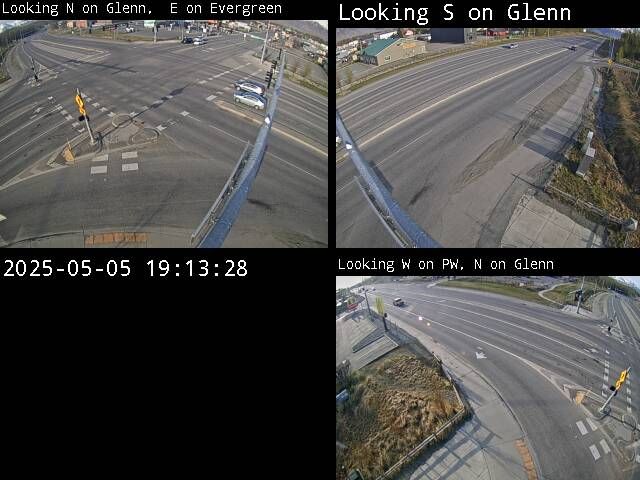 Looking N on Glenn,  E on Evergreen
Looking S on Glenn
2025-05-05 19:13:28
Looking W on PW, N on Glenn